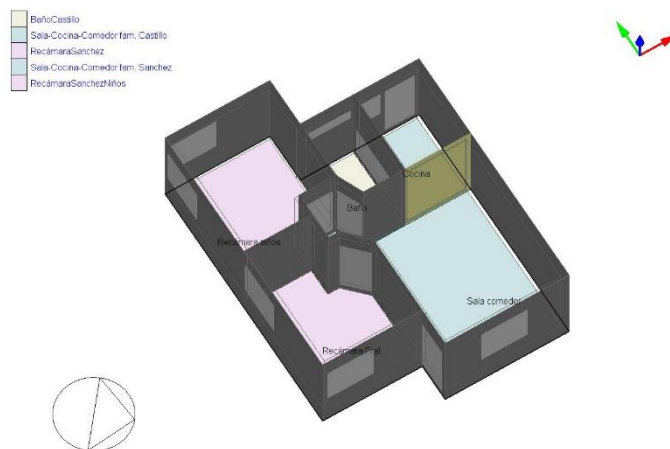 BañoCastillo
Sala-Cocina-Comedor fam. Castillo
RecámaraSanchez
Sala-Cocina-Comedor fam. Sanchez
RecámaraSanchezNiños
Cocina
Baño
Recámara niños
Sala comedor
Recámara Pral